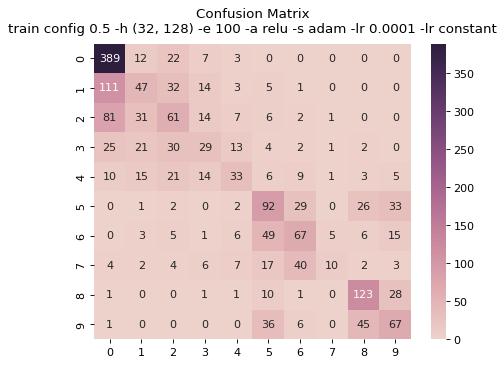 Confusion Matrix
train config 0.5 -h (32, 128) -e 100 -a relu -s adam -lr 0.0001 -lr constant
0 389 12 22 7 3 0 0 0 0 0
1 111 47 32 14 3 5 1 0 0 0
2 81 31 61 14 7 6 2 1 0 0
3 25 21 30 29 13 4 2 1 2 0
4 10 15 21 14 33 6 9 1 3 5
5 0 1 2 0 2 92 29 0 26 33
6 0 3 5 1 6 49 67 5 6 15
7 4 2 4 6 7 17 40 10 2 3
8 1 0 0 1 1 10 1 0 123 28
9 1 0 0 0 0 36 6 0 45 67
0 1 2 3 4 5 6 7 8 9
350
300
250
200
150
100
50
0